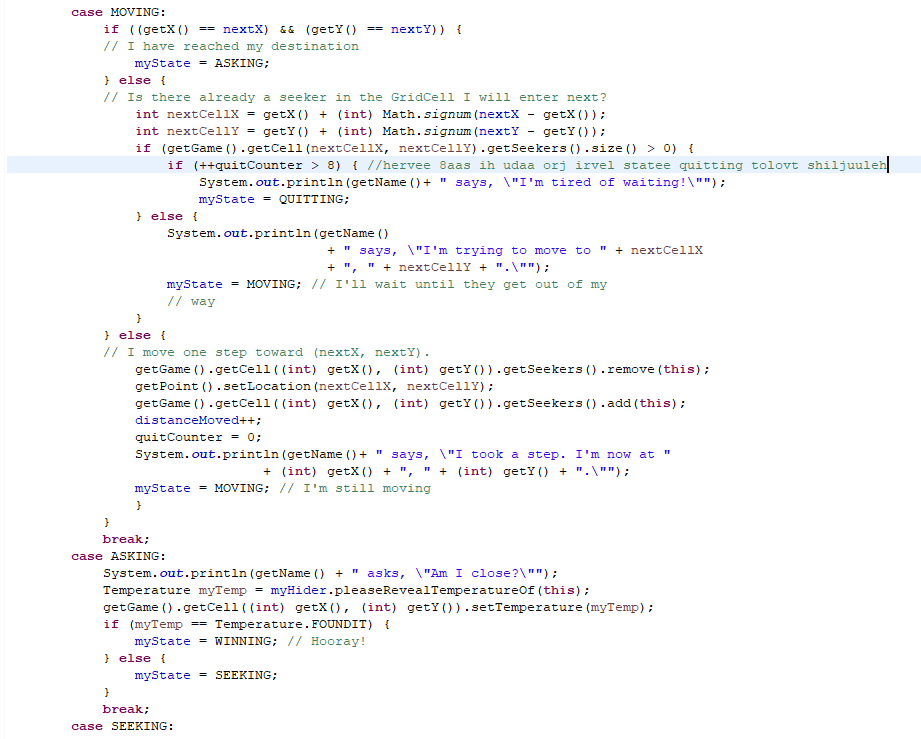 case MOVING:
if ((getX() == nextX) && (getY() == nextY)) {
// I have reached my destination
myState = ASKING;
} else {
// Is there already a seeker in the GridCell I will enter next?
int nextCellX = getX() + (int) Math.signum(nextX - getX());
int nextCellY = getY() + (int) Math.signum(nextY - getY());
if (getGame().getCell(nextCellX, nextCellY).getSeekers().size() > 0) {
if (++quitCounter > 8) { //hervee 8aas ih udaa orj irvel statee quitting tolovt shiljuuleh
System.out.println(getName()+ " says, \"I'm tired of waiting!\"");
myState = QUITTING;
} else {
System.out.println(getName()
+ " says, \"I'm trying to move to " + nextCellX
+ ", " + nextCellY + ".\"");
myState = MOVING; // I'll wait until they get out of my
// way
}
} else {
// I move one step toward (nextX, nextY).
getGame().getCell((int) getX(), (int) getY()).getSeekers().remove(this);
getPoint().setLocation(nextCellX, nextCellY);
getGame().getCell((int) getX(), (int) getY()).getSeekers().add(this);
distanceMoved++;
quitCounter = 0;
System.out.println(getName()+ " says, \"I took a step. I'm now at "
+ (int) getX() + ", " + (int) getY() + ".\"");
myState = MOVING; // I'm still moving
}
}
break;
case ASKING:
System.out.println(getName() + " asks, \"Am I close?\"");
Temperature myTemp = myHider.pleaseRevealTemperatureOf(this);
getGame().getCell((int) getX(), (int) getY()).setTemperature(myTemp);
if (myTemp == Temperature.FOUNDIT) {
myState = WINNING; // Hooray!
} else {
myState = SEEKING;
}
break;
case SEEKING: